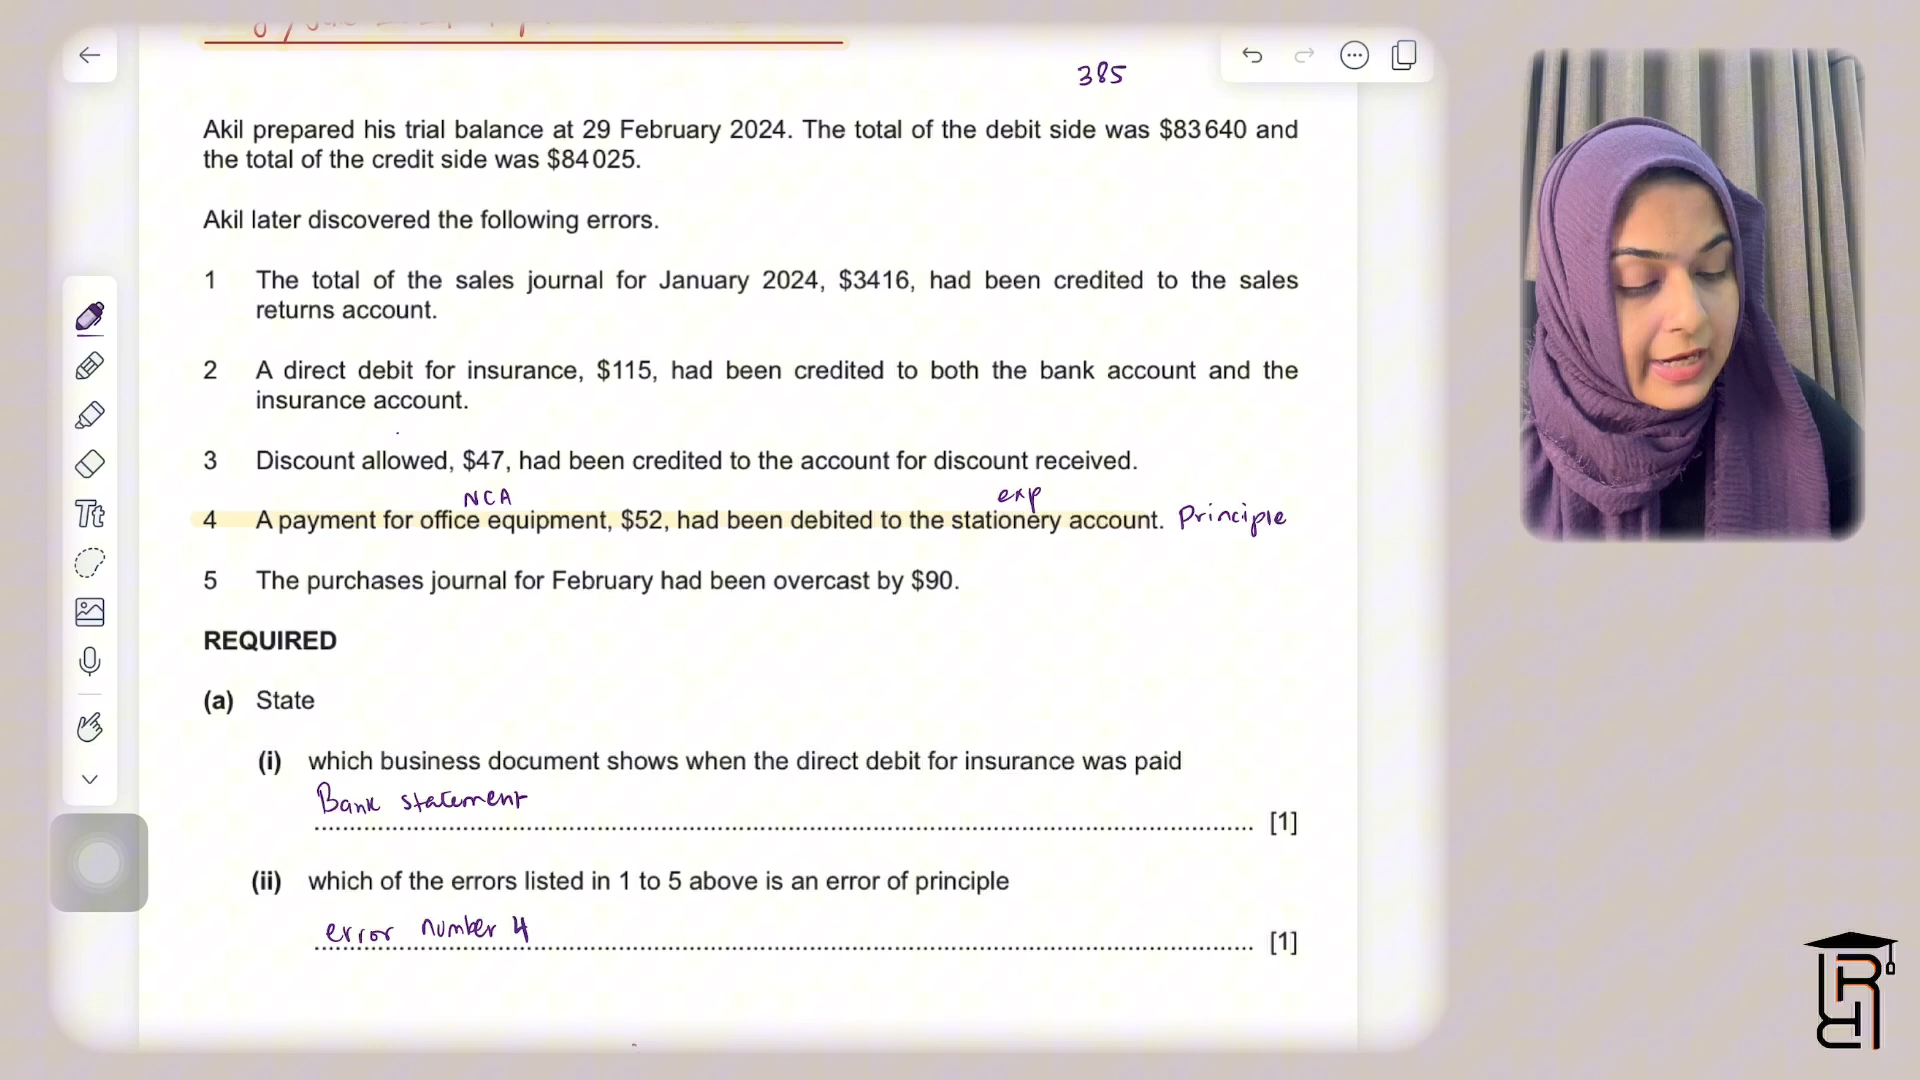 385
Akil prepared his trial balance at 29 February 2024. The total of the debit side was $83640 and
the total of the credit side was $84025.
Akil later discovered the following errors.
1 The total of the sales journal for January 2024, $3416, had been credited to the sales
returns account.
2 A direct debit for insurance, $115, had been credited to both the bank account and the
insurance account.
3 Discount allowed, $47, had been credited to the account for discount received.
NCA exp
4 A payment for office equipment, $52, had been debited to the stationery account. Principle
5 The purchases journal for February had been overcast by $90.
REQUIRED
(a) State
(i) which business document shows when the direct debit for insurance was paid
Bank statement
[1]
(ii) which of the errors listed in 1 to 5 above is an error of principle
error number 4
[1]
Tt